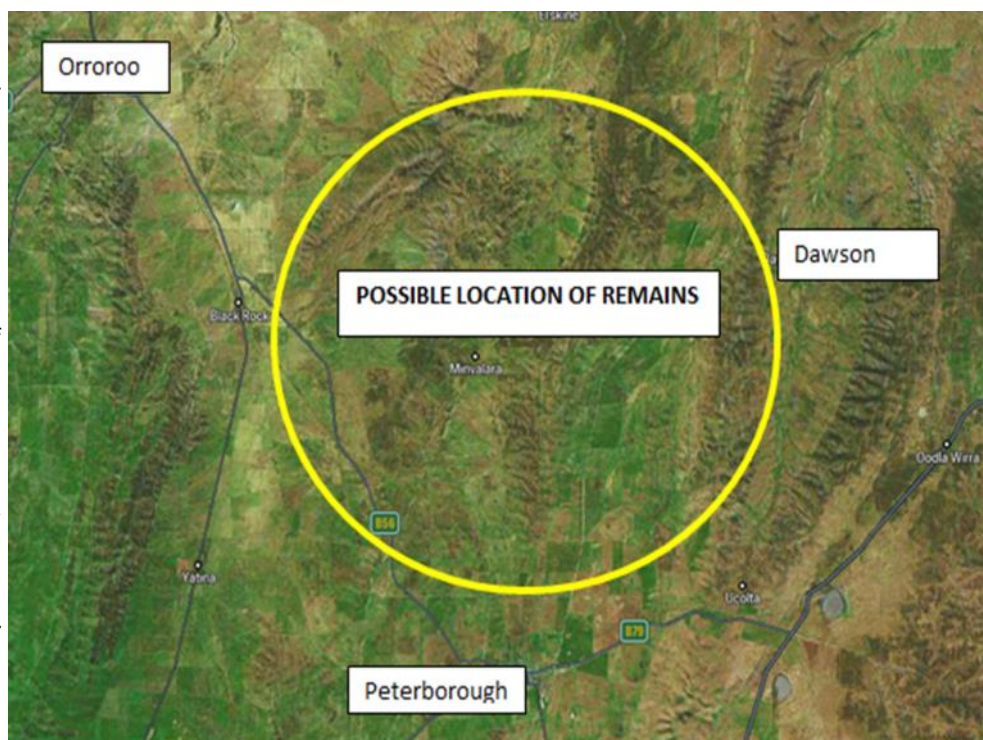 Erskine
Orroroo
Dawson
POSSIBLE LOCATION OF REMAINS
Black Rock
Minvalara
Oodla Wirra
B56
Yatina
Ucolta
B79
Peterborough